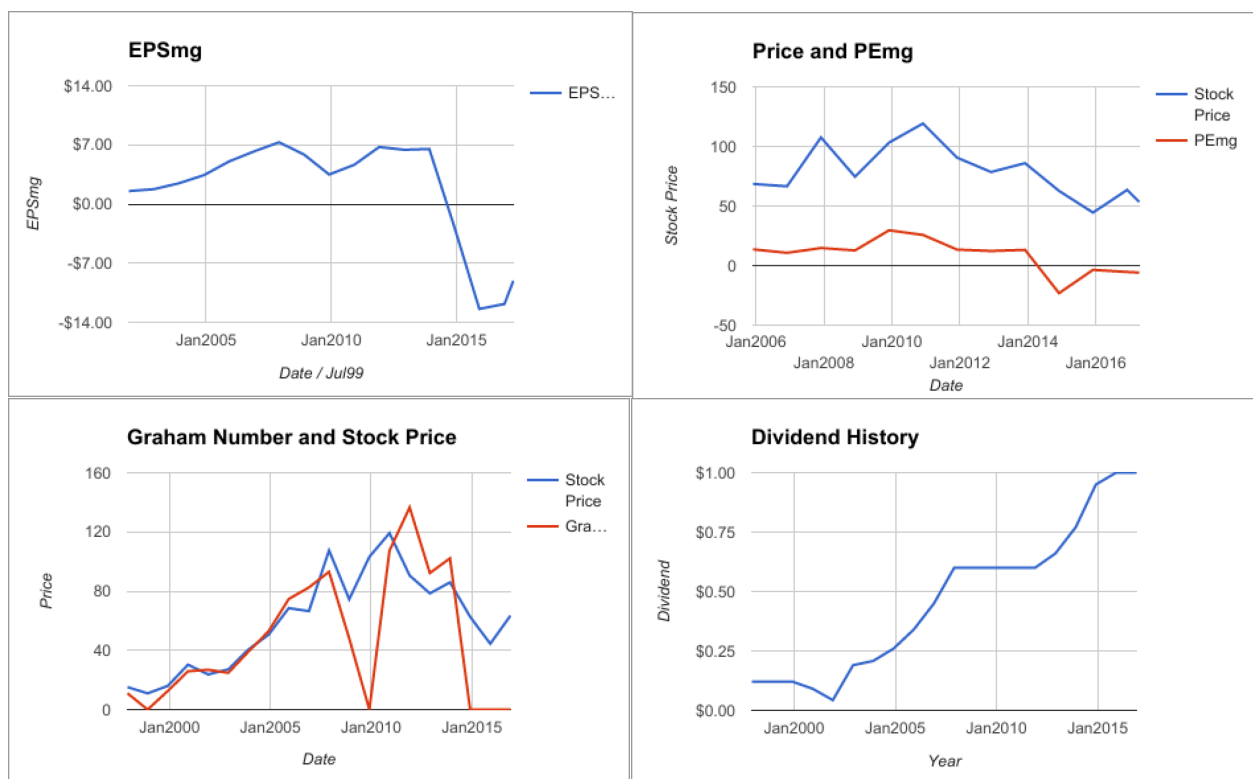 EPSmg
$14.00
$7.00
$0.00
-$7.00
-$14.00
EPSmg
Jan2005
Jan2010
Jan2015
Date / Jul99
EPS…
Price and PEmg
150
100
50
0
-50
Stock Price
Jan2006
Jan2008
Jan2010
Jan2012
Jan2014
Jan2016
Date
Stock
Price
PEmg
Graham Number and Stock Price
160
120
80
40
0
Price
Jan2000
Jan2005
Jan2010
Jan2015
Date
Stock
Price
Gra…
Dividend History
$1.00
$0.75
$0.50
$0.25
$0.00
Dividend
Jan2000
Jan2005
Jan2010
Jan2015
Year